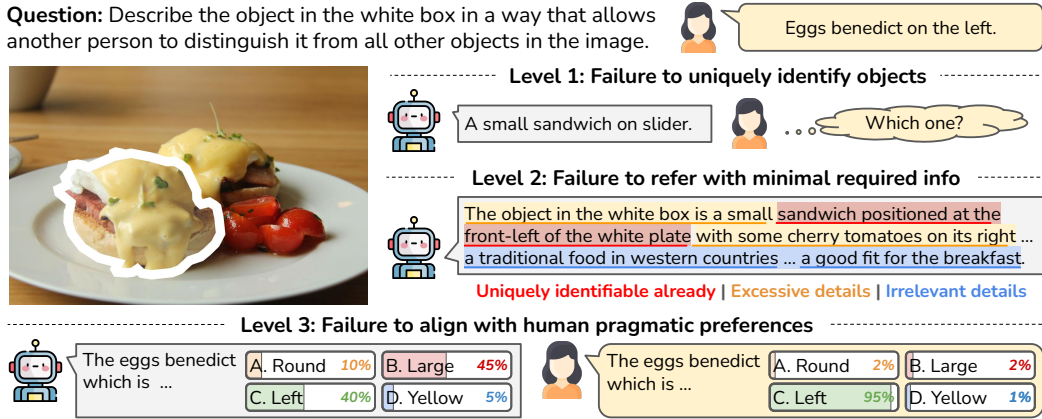 Question: Describe the object in the white box in a way that allows
another person to distinguish it from all other objects in the image.
Eggs benedict on the left.
Level 1: Failure to uniquely identify objects
A small sandwich on slider.
Which one?
Level 2: Failure to refer with minimal required info
The object in the white box is a small sandwich positioned at the
front-left of the white plate with some cherry tomatoes on its right ...
a traditional food in western countries ... a good fit for the breakfast.
Uniquely identifiable already | Excessive details | Irrelevant details
Level 3: Failure to align with human pragmatic preferences
The eggs benedict
which is ...
A. Round 10%
B. Large 45%
C. Left 40%
D. Yellow 5%
The eggs benedict
which is ...
A. Round 2%
B. Large 2%
C. Left 95%
D. Yellow 1%